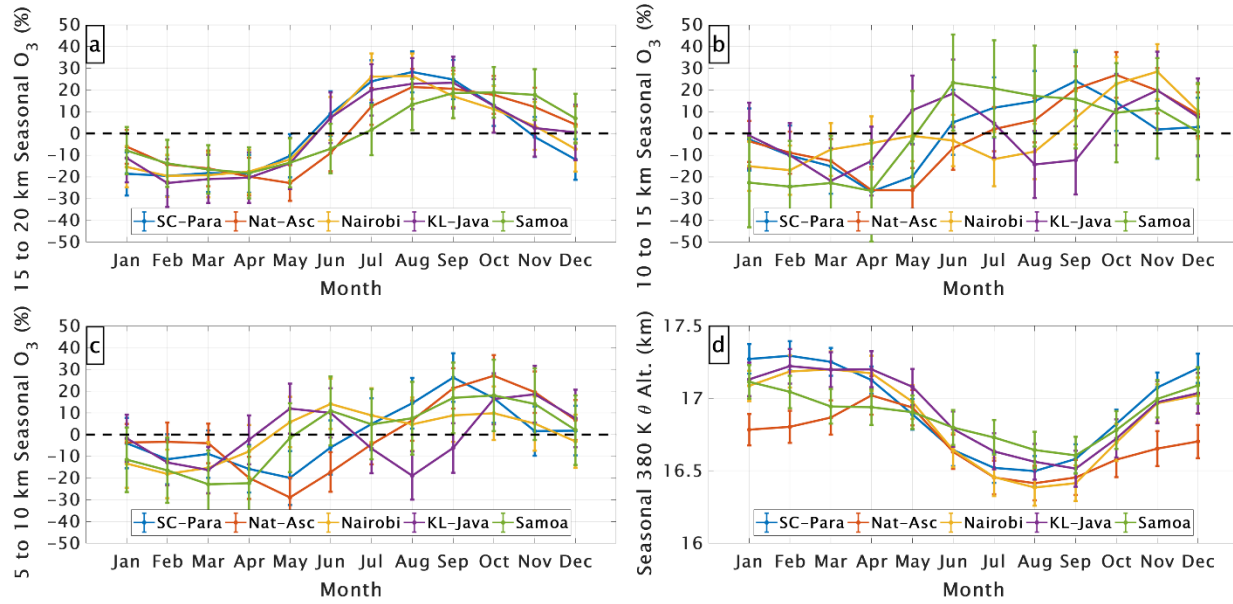 15 to 20 km Seasonal O3 (%)
50
40
30
20
10
0
-10
-20
-30
-40
-50
a
SC-Para Nat-Asc Nairobi KL-Java Samoa
Jan Feb Mar Apr May Jun Jul Aug Sep Oct Nov Dec
Month
10 to 15 km Seasonal O3 (%)
50
40
30
20
10
0
-10
-20
-30
-40
-50
b
SC-Para Nat-Asc Nairobi KL-Java Samoa
Jan Feb Mar Apr May Jun Jul Aug Sep Oct Nov Dec
Month
5 to 10 km Seasonal O3 (%)
50
40
30
20
10
0
-10
-20
-30
-40
-50
c
SC-Para Nat-Asc Nairobi KL-Java Samoa
Jan Feb Mar Apr May Jun Jul Aug Sep Oct Nov Dec
Month
Seasonal 380 K θ Alt. (km)
17.5
17
16.5
16
d
SC-Para Nat-Asc Nairobi KL-Java Samoa
Jan Feb Mar Apr May Jun Jul Aug Sep Oct Nov Dec
Month